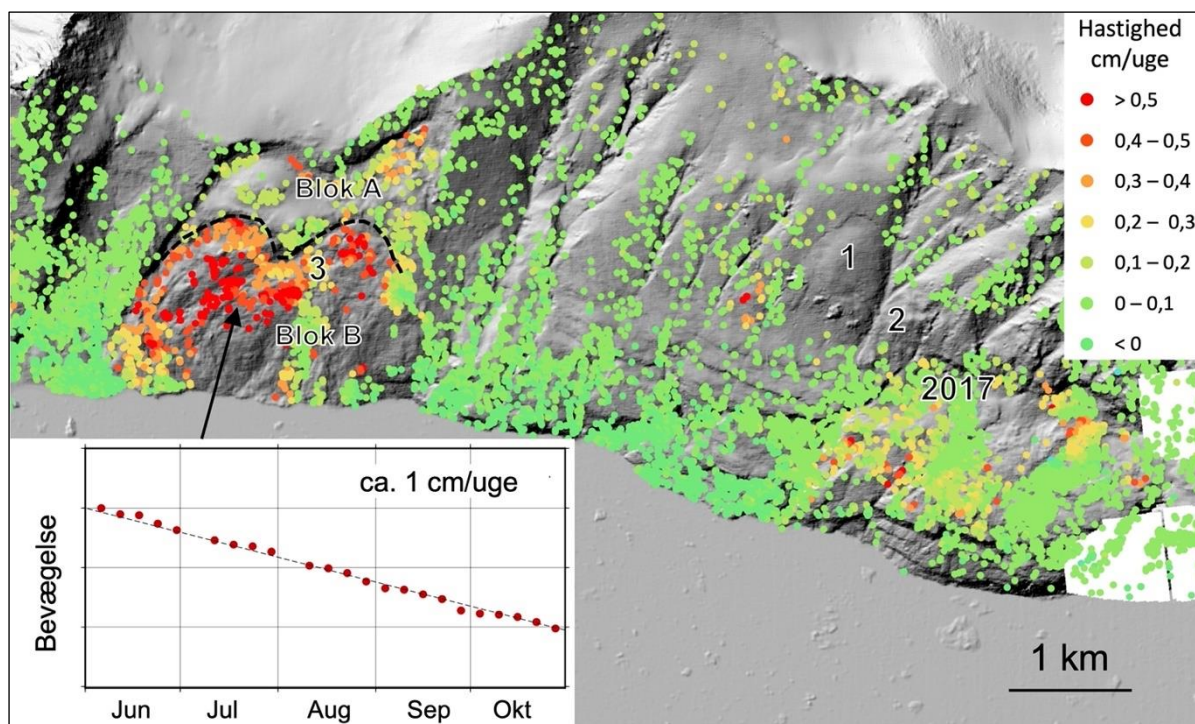 Hastighed
cm/uge
> 0,5
0,4 – 0,5
0,3 – 0,4
0,2 – 0,3
0,1 – 0,2
0 – 0,1
< 0
Blok A
3
Blok B
1
2
2017
1 km
ca. 1 cm/uge
Bevægelse
Jun Jul Aug Sep Okt